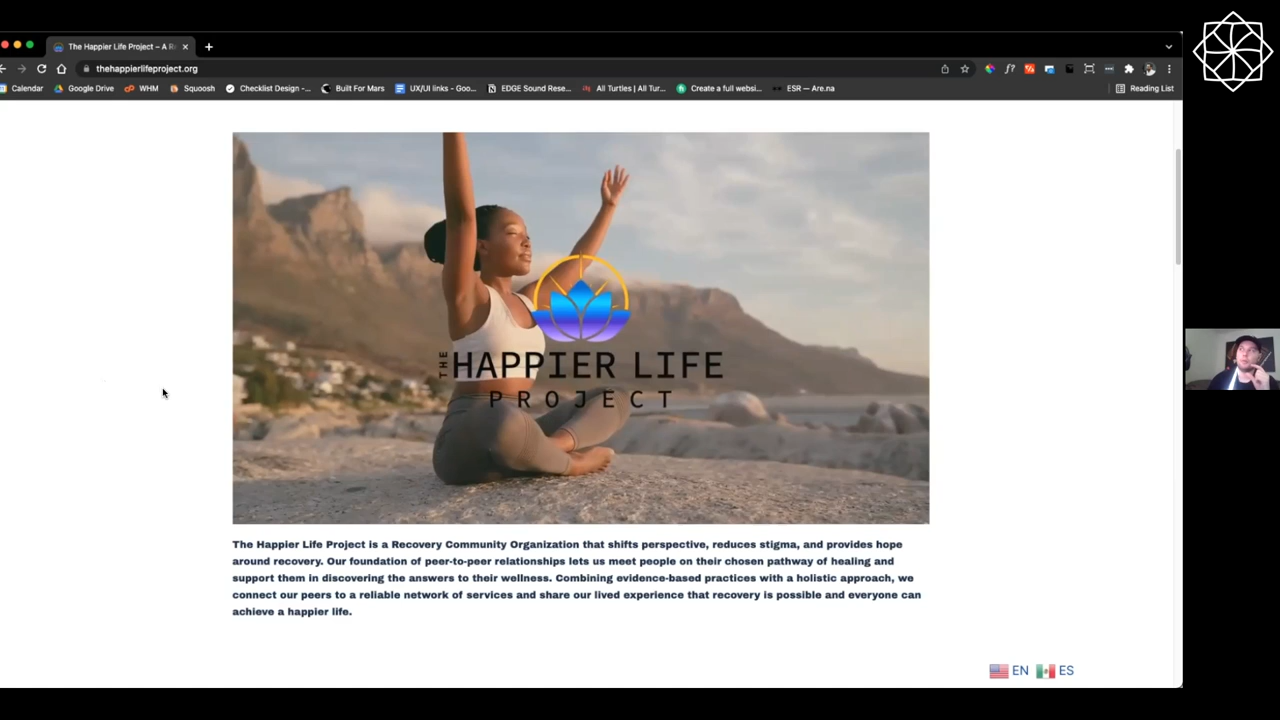 The Happier Life Project – A Re
thehappierlifeproject.org
Calendar
Google Drive
WHM
Squoosh
Checklist Design -...
Built For Mars
UX/UI links - Goo...
EDGE Sound Rese...
All Turtles | All Tur...
Create a full websi...
ESR — Are.na
Reading List
THE HAPPIER LIFE
PROJECT
The Happier Life Project is a Recovery Community Organization that shifts perspective, reduces stigma, and provides hope
around recovery. Our foundation of peer-to-peer relationships lets us meet people on their chosen pathway of healing and
support them in discovering the answers to their wellness. Combining evidence-based practices with a holistic approach, we
connect our peers to a reliable network of services and share our lived experience that recovery is possible and everyone can
achieve a happier life.
EN ES